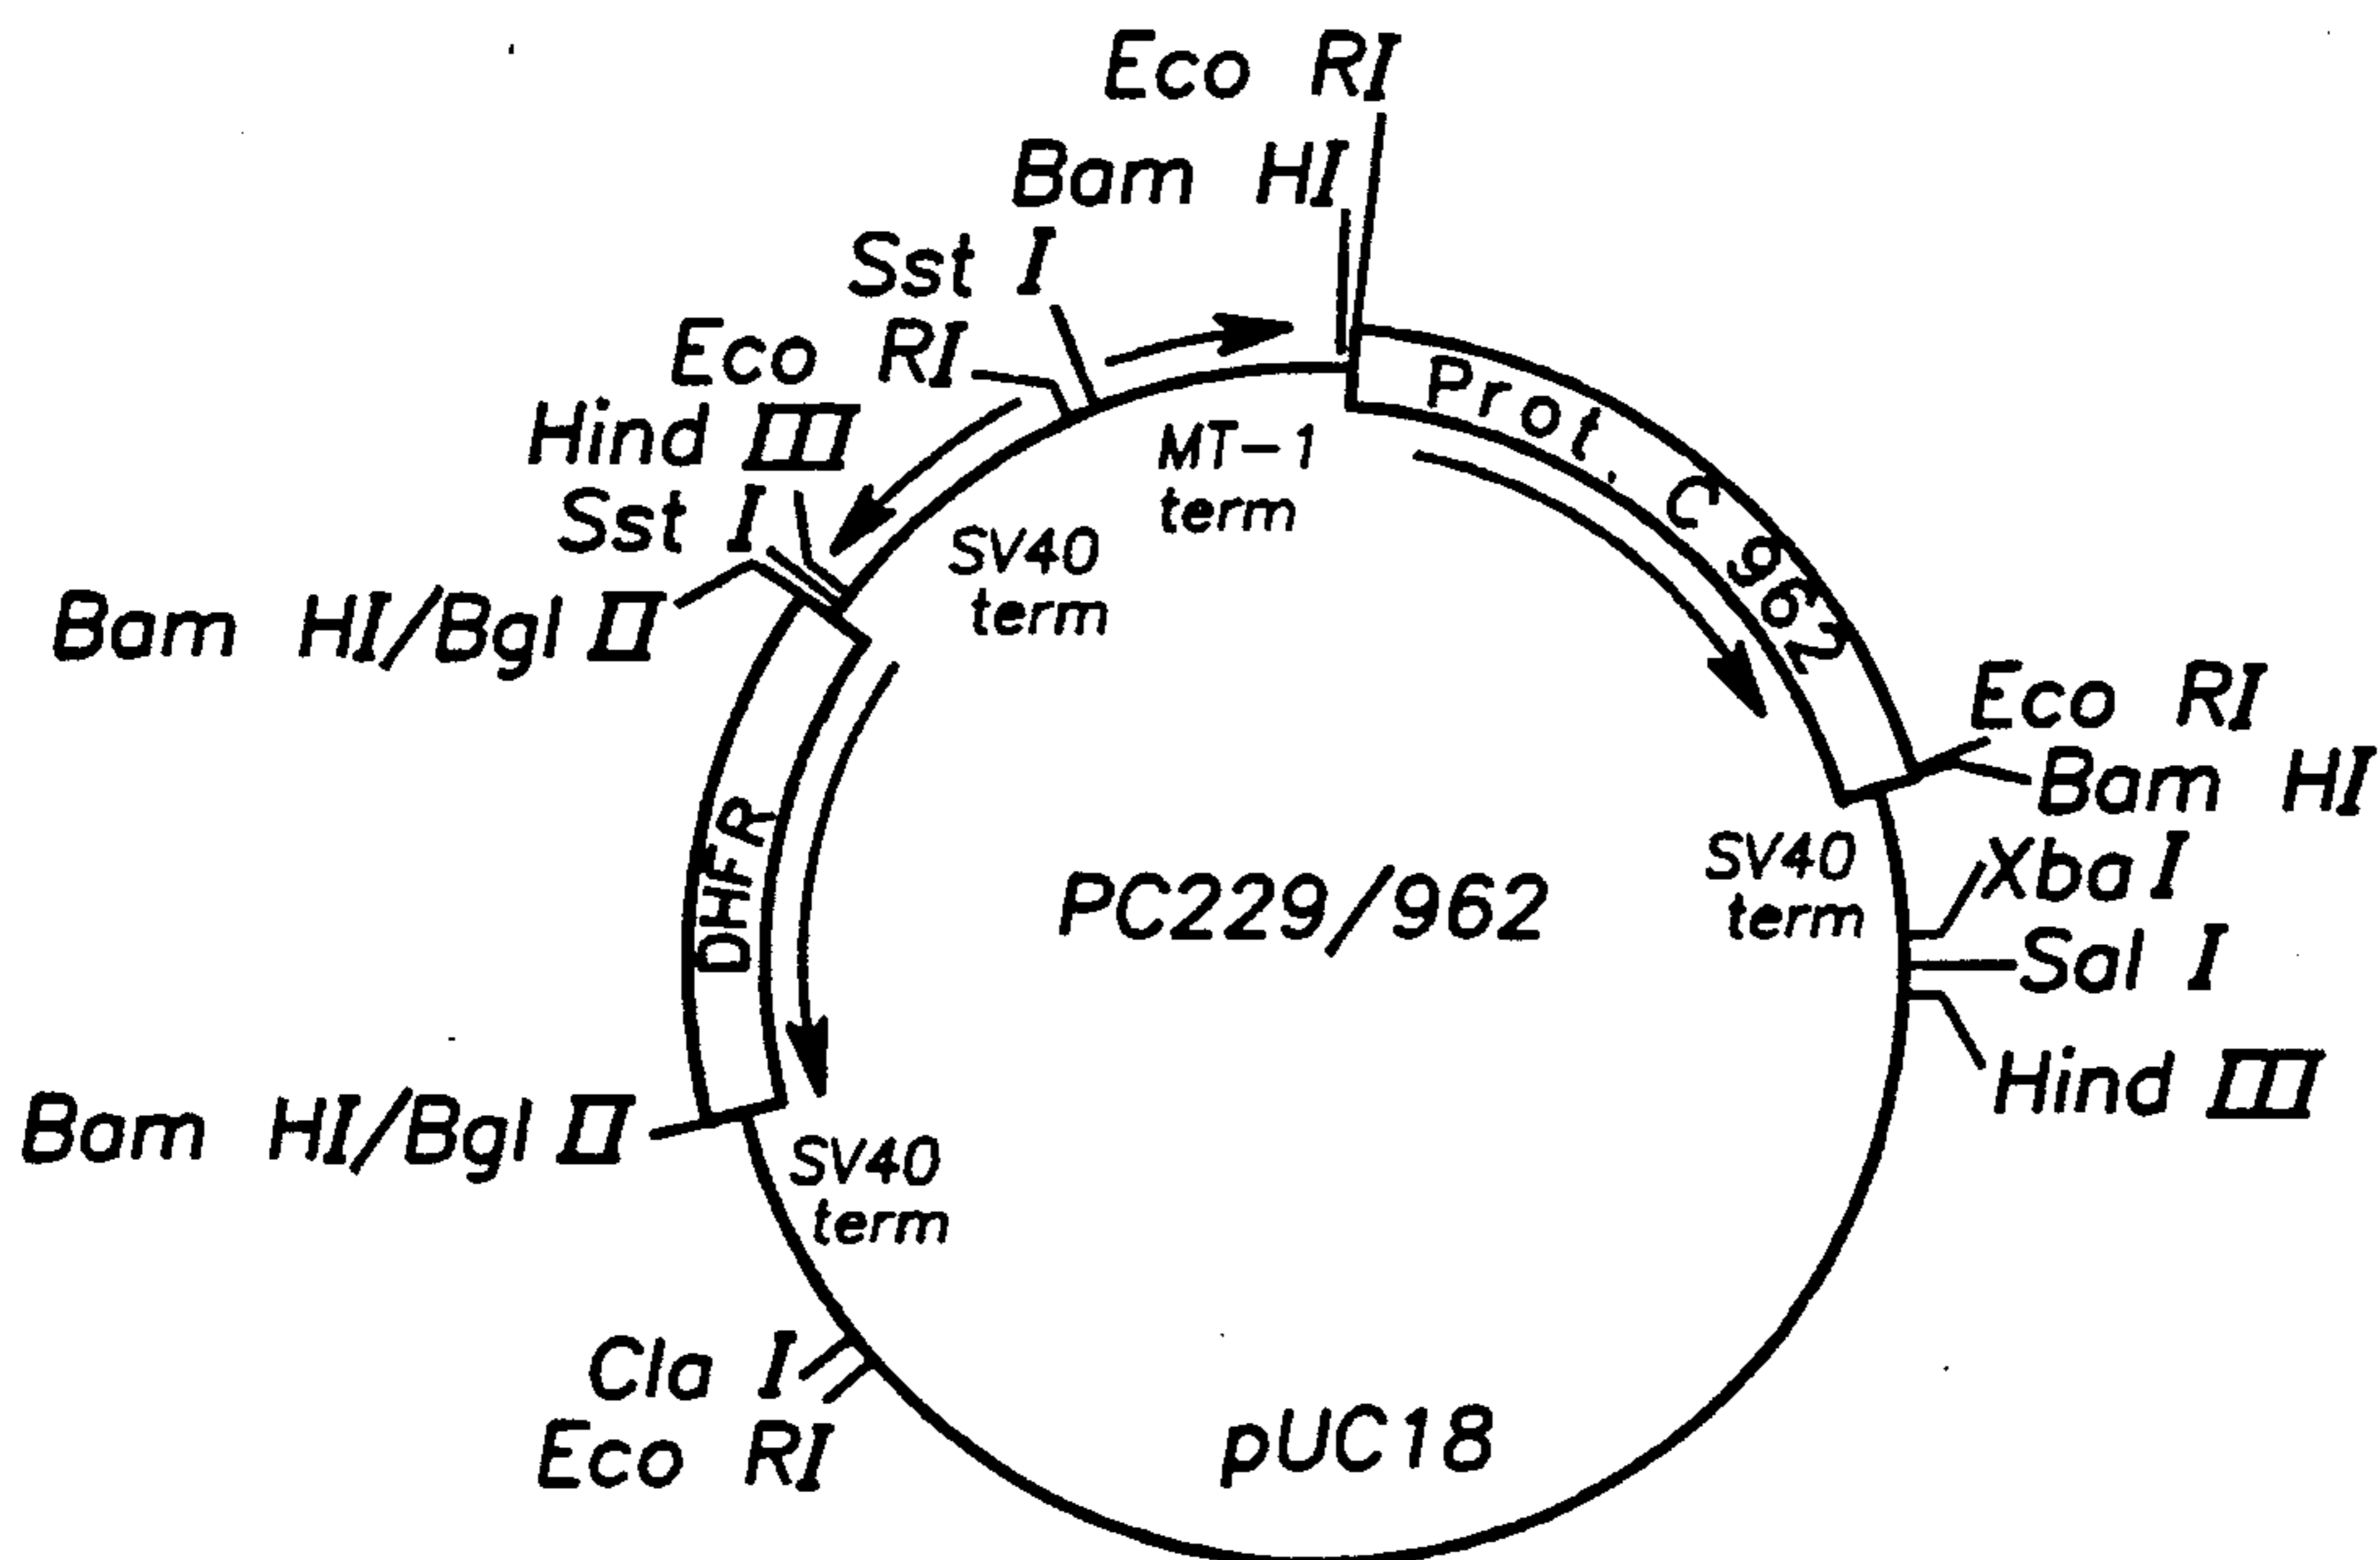 Eco RI
Bam HI
Sst I
Eco RI
Hind III
Sst I
Bam HI/Bgl II
MT-1
term
SV40
term
Prot. C 962
Eco RI
Bam HI
SV40
term
Xba I
Sal I
Hind III
PC229/962
DHFR
Bam HI/Bgl II
SV40
term
Cla I
Eco RI
pUC18